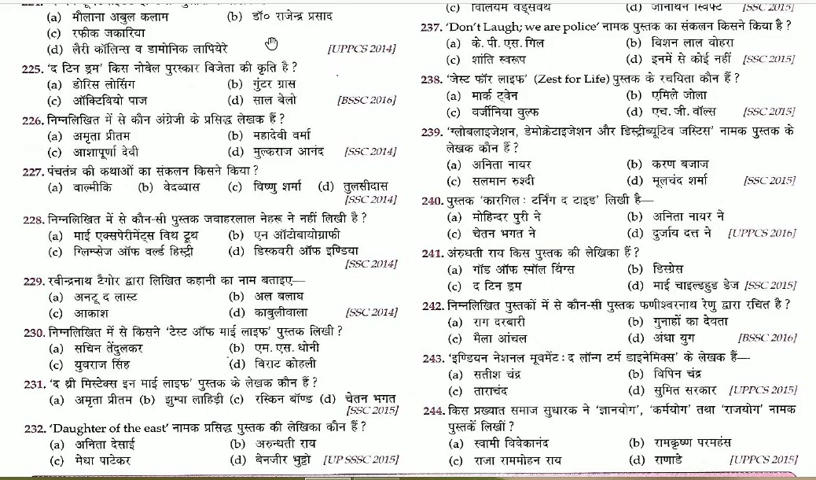 (a) मौलाना अबुल कलाम (b) डॉ० राजेन्द्र प्रसाद
(c) रफीक जकारिया
(d) लैरी कॉलिन्स व डामोनिक लापियेरे [UPPCS 2014]
225. 'द टिन ड्रम' किस नोबेल पुरस्कार विजेता की कृति है ?
(a) डोरिस लेसिंग (b) गुंटर ग्रास
(c) ऑक्टिवियो पाज (d) साल बेलो [BSSC 2016]
226. निम्नलिखित में से कौन अंग्रेजी के प्रसिद्ध लेखक हैं ?
(a) अमृता प्रीतम (b) महादेवी वर्मा
(c) आशापूर्णा देवी (d) मुल्कराज आनंद [SSC 2014]
227. पंचतंत्र की कथाओं का संकलन किसने किया ?
(a) वाल्मीकि (b) वेदव्यास (c) विष्णु शर्मा (d) तुलसीदास
[SSC 2014]
228. निम्नलिखित में से कौन-सी पुस्तक जवाहरलाल नेहरू ने नहीं लिखी है ?
(a) माई एक्सपेरीमेंट्स विथ ट्रूथ (b) एन ऑटोबायोग्राफी
(c) ग्लिम्प्सेज ऑफ वर्ल्ड हिस्ट्री (d) डिस्कवरी ऑफ इण्डिया
[SSC 2014]
229. रबीन्द्रनाथ टैगोर द्वारा लिखित कहानी का नाम बताइए—
(a) अनटू द लास्ट (b) अल बलाघ
(c) आकाश (d) काबुलीवाला [SSC 2014]
230. निम्नलिखित में से किसने 'टेस्ट ऑफ माई लाइफ' पुस्तक लिखी ?
(a) सचिन तेंदुलकर (b) एम. एस. धोनी
(c) युवराज सिंह (d) विराट कोहली
231. 'द थ्री मिस्टेक्स इन माई लाइफ' पुस्तक के लेखक कौन हैं ?
(a) अमृता प्रीतम (b) झुम्पा लाहिड़ी (c) रस्किन बॉण्ड (d) चेतन भगत
[SSC 2015]
232. 'Daughter of the east' नामक प्रसिद्ध पुस्तक की लेखिका कौन हैं ?
(a) अनिता देसाई (b) अरुन्धती राय
(c) मेधा पाटेकर (d) बेनजीर भुट्टो [UP SSSC 2015]
(c) विलियम वर्ड्सवर्थ (d) जोनाथन स्विफ्ट [SSC 2015]
237. 'Don't Laugh; we are police' नामक पुस्तक का संकलन किसने किया है ?
(a) के. पी. एस. गिल (b) बिशन लाल वोहरा
(c) शांति स्वरूप (d) इनमें से कोई नहीं [SSC 2015]
238. 'जेस्ट फॉर लाइफ' (Zest for Life) पुस्तक के रचयिता कौन हैं ?
(a) मार्क ट्वेन (b) एमिले जोला
(c) वर्जीनिया वुल्फ (d) एच. जी. वॉल्स [SSC 2015]
239. 'ग्लोबलाइजेशन, डेमोक्रेटाइजेशन और डिस्ट्रीब्यूटिव जस्टिस' नामक पुस्तक के
लेखक कौन हैं ?
(a) अनिता नायर (b) करण बजाज
(c) सलमान रुश्दी (d) मूलचंद शर्मा [SSC 2015]
240. पुस्तक 'कारगिल : टर्निंग द टाइड' लिखी है—
(a) मोहिन्दर पुरी ने (b) अनिता नायर ने
(c) चेतन भगत ने (d) दुर्जाय दत्त ने [UPPCS 2016]
241. अंरुधती राय किस पुस्तक की लेखिका हैं ?
(a) गॉड ऑफ स्मॉल थिंग्स (b) डिस्ग्रेस
(c) द टिन ड्रम (d) माई चाइल्डहुड डेज [SSC 2015]
242. निम्नलिखित पुस्तकों में से कौन-सी पुस्तक फणीश्वरनाथ रेणु द्वारा रचित है ?
(a) राग दरबारी (b) गुनाहों का देवता
(c) मैला आंचल (d) अंधा युग [BSSC 2016]
243. 'इण्डियन नेशनल मूवमेंट : द लॉन्ग टर्म डाइनेमिक्स' के लेखक हैं—
(a) सतीश चंद्र (b) बिपिन चंद्र
(c) ताराचंद (d) सुमित सरकार [UPPCS 2015]
244. किस प्रख्यात समाज सुधारक ने 'ज्ञानयोग', 'कर्मयोग' तथा 'राजयोग' नामक
पुस्तकें लिखीं ?
(a) स्वामी विवेकानंद (b) रामकृष्ण परमहंस
(c) राजा राममोहन राय (d) राणाडे [UPPCS 2015]